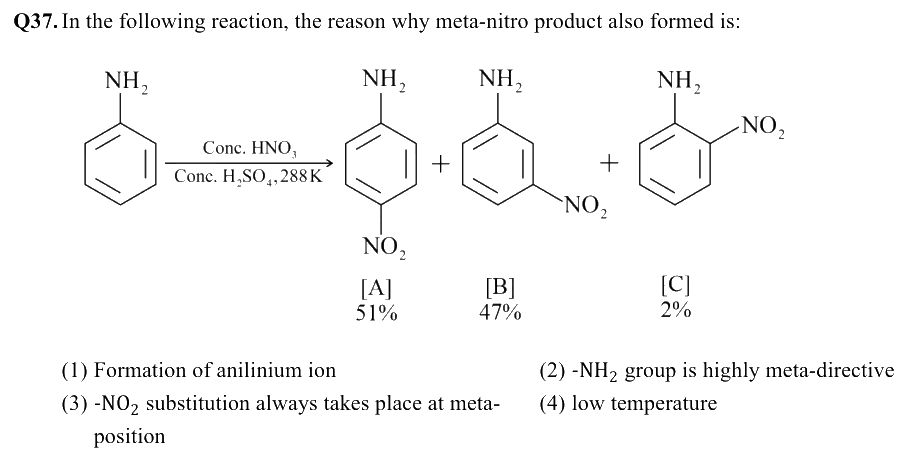 Q37. In the following reaction, the reason why meta-nitro product also formed is:
NH₂ NH₂ NH₂ NH₂
NO₂
Conc. HNO₃
Conc. H₂SO₄, 288K
+ +
NO₂
NO₂
[A] [B] [C]
51% 47% 2%
(1) Formation of anilinium ion (2) -NH₂ group is highly meta-directive
(3) -NO₂ substitution always takes place at meta- (4) low temperature
position